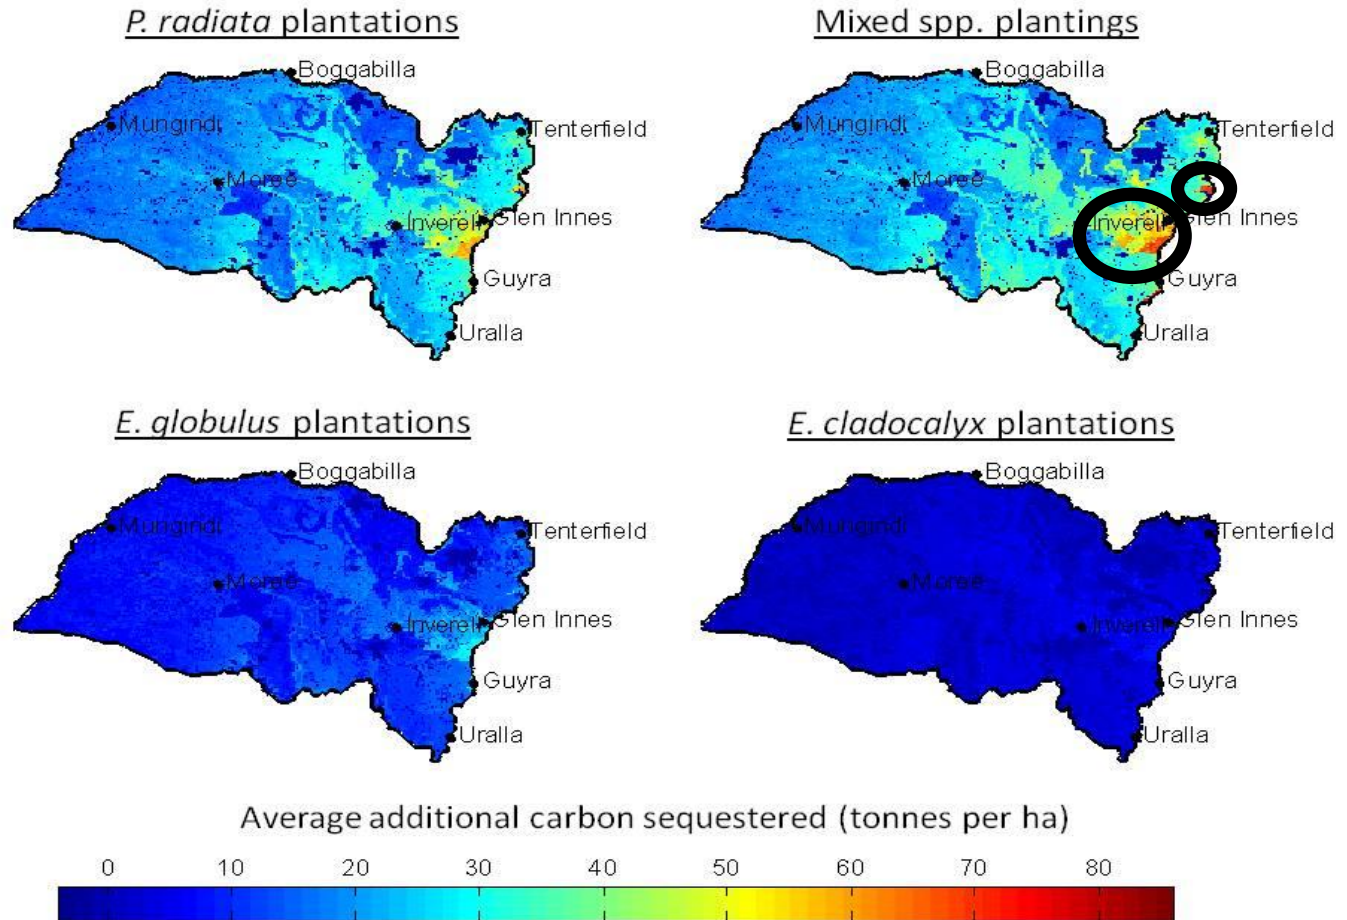 P. radiata plantations
Mixed spp. plantings
Boggabilla
Boggabilla
Mungindi
Tenterfield
Mungindi
Tenterfield
Moree
Moree
Inverell
Glen Innes
Inverell
Glen Innes
Guyra
Guyra
Uralla
Uralla
E. globulus plantations
E. cladocalyx plantations
Boggabilla
Boggabilla
Mungindi
Tenterfield
Mungindi
Tenterfield
Moree
Moree
Inverell
Glen Innes
Inverell
Glen Innes
Guyra
Guyra
Uralla
Uralla
Average additional carbon sequestered (tonnes per ha)
0 10 20 30 40 50 60 70 80